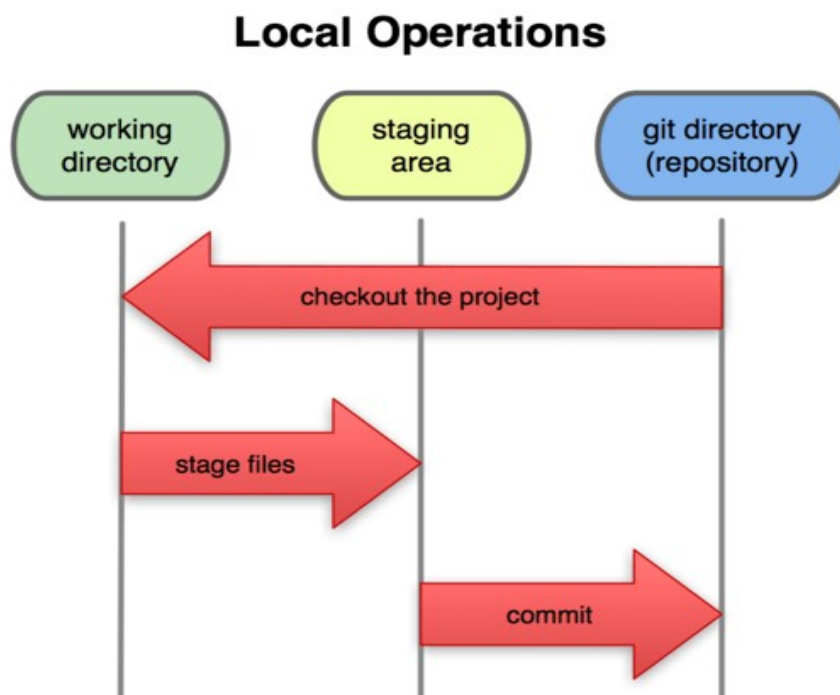 Local Operations
working
directory
staging
area
git directory
(repository)
checkout the project
stage files
commit